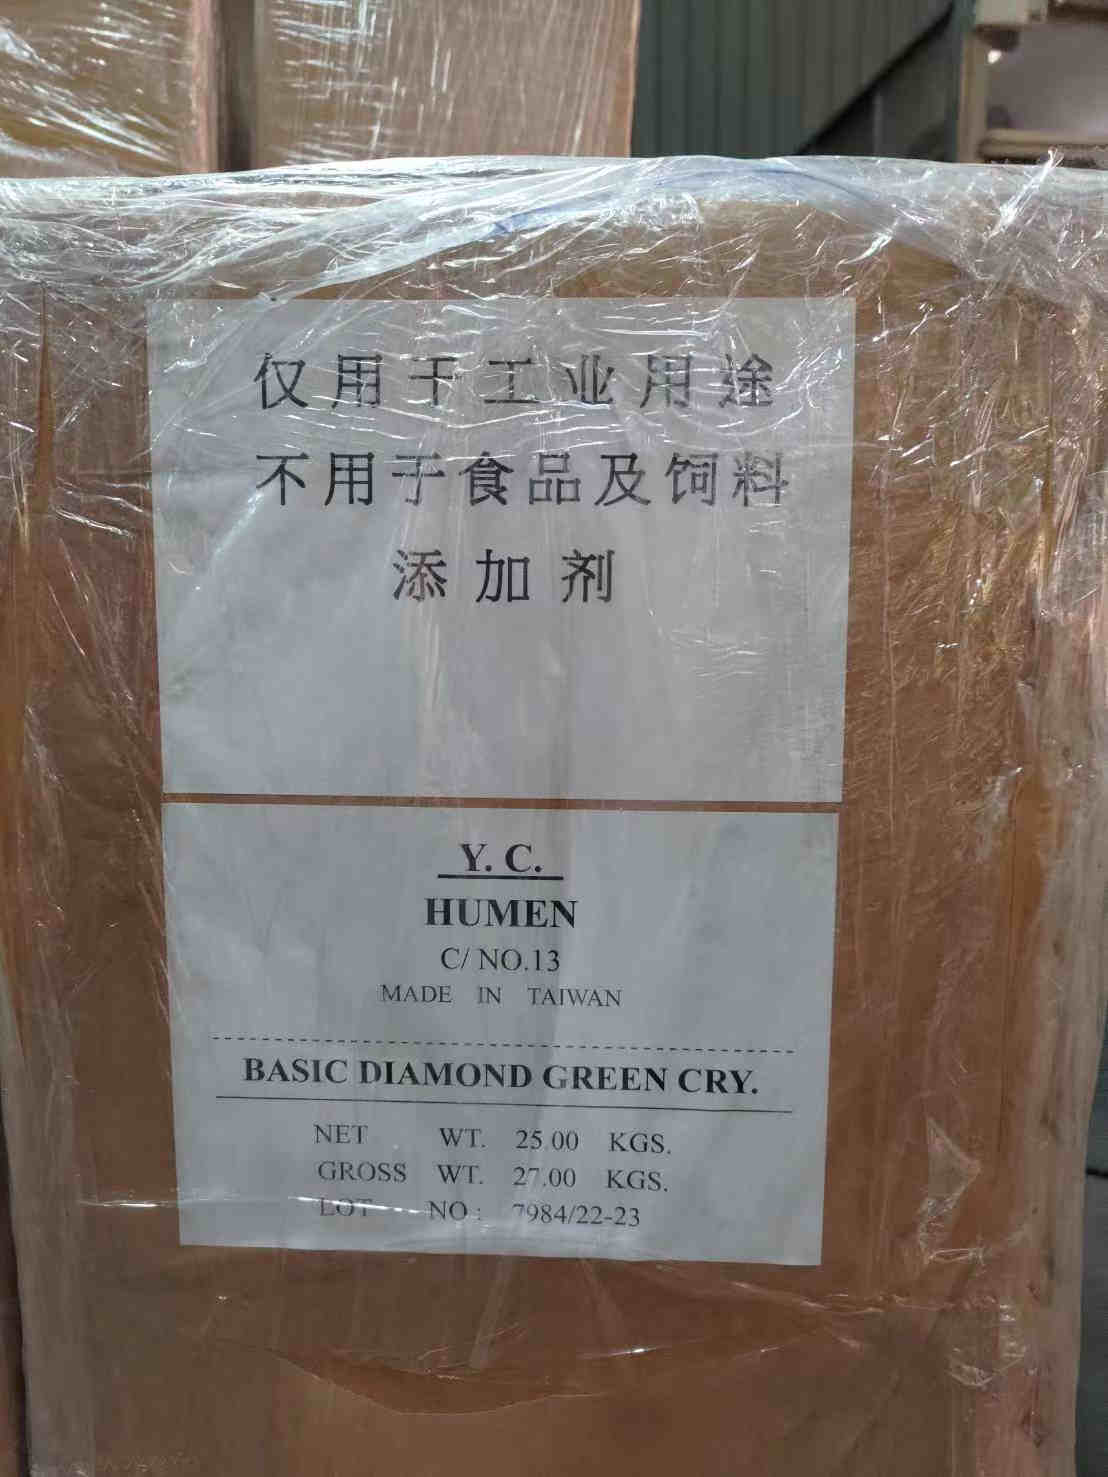 仅用于工业用途
不用于食品及饲料
添加剂
Y. C.
HUMEN
C/ NO.13
MADE IN TAIWAN
BASIC DIAMOND GREEN CRY.
NET WT. 25.00 KGS.
GROSS WT. 27.00 KGS.
LOT NO : 7984/22-23